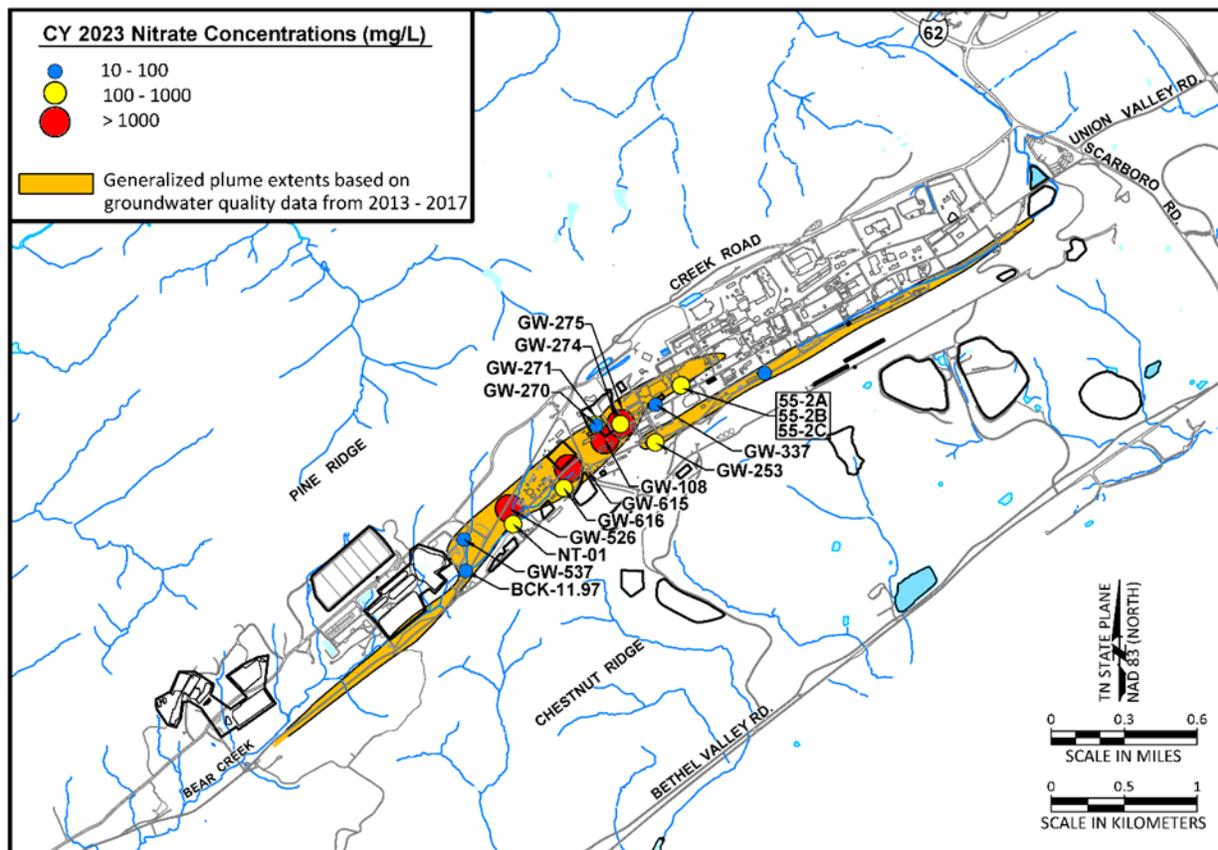 CY 2023 Nitrate Concentrations (mg/L)
10 - 100
100 - 1000
> 1000
Generalized plume extents based on
groundwater quality data from 2013 - 2017
62
UNION VALLEY RD.
SCARBORO RD.
CREEK ROAD
GW-275
GW-274
GW-271
GW-270
55-2A
55-2B
55-2C
GW-337
GW-253
GW-108
GW-615
GW-616
GW-526
NT-01
GW-537
BCK-11.97
PINE RIDGE
CHESTNUT RIDGE
BEAR CREEK
BETHEL VALLEY RD.
TN STATE PLANE
NAD 83 (NORTH)
0 0.3 0.6
SCALE IN MILES
0 0.5 1
SCALE IN KILOMETERS